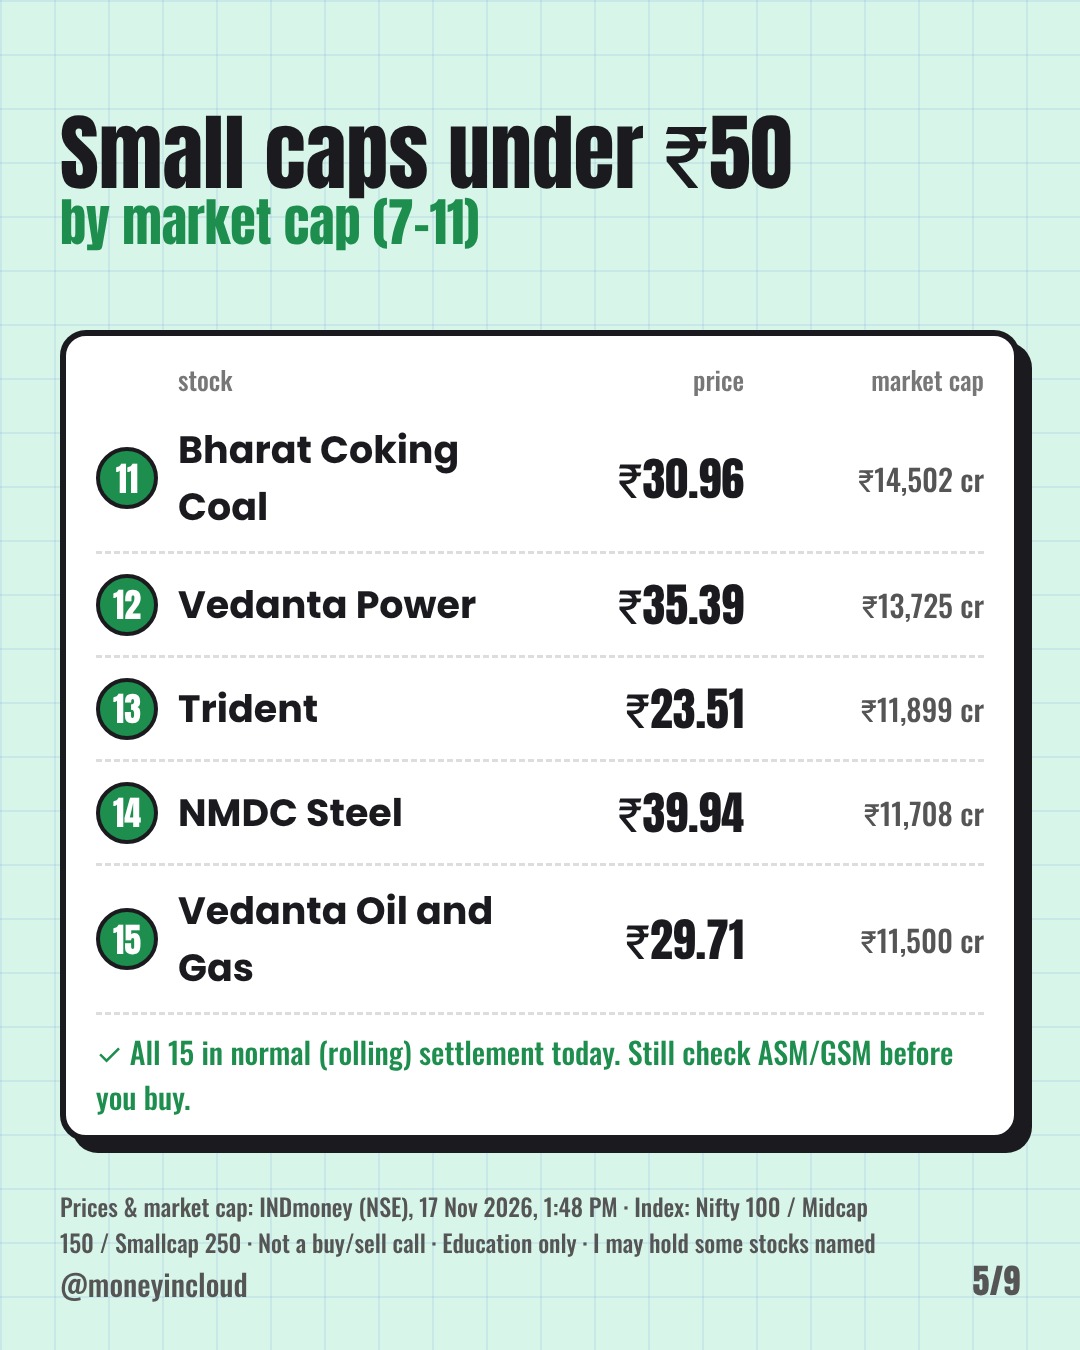 Small caps under ₹50
by market cap (7-11)
stock price market cap
11 Bharat Coking Coal ₹30.96 ₹14,502 cr
12 Vedanta Power ₹35.39 ₹13,725 cr
13 Trident ₹23.51 ₹11,899 cr
14 NMDC Steel ₹39.94 ₹11,708 cr
15 Vedanta Oil and Gas ₹29.71 ₹11,500 cr
✓ All 15 in normal (rolling) settlement today. Still check ASM/GSM before
you buy.
Prices & market cap: INDmoney (NSE), 17 Nov 2026, 1:48 PM · Index: Nifty 100 / Midcap
150 / Smallcap 250 · Not a buy/sell call · Education only · I may hold some stocks named
@moneyincloud 5/9